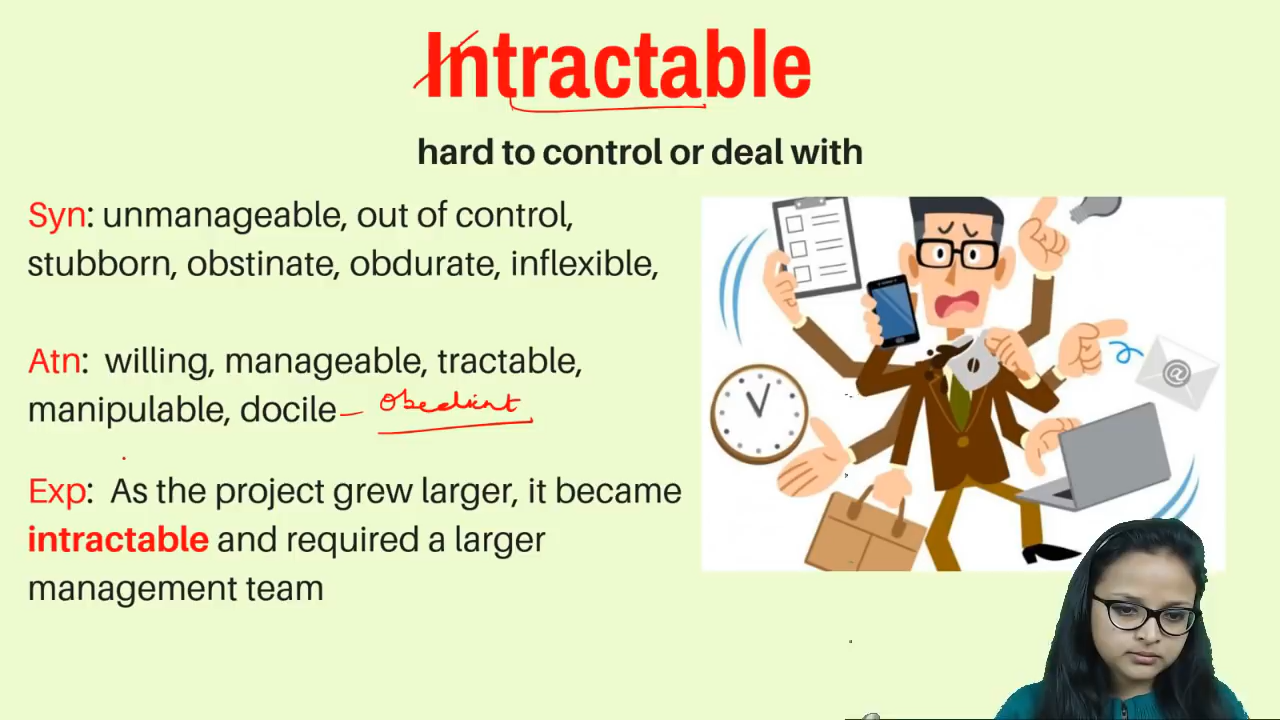 Intractable
hard to control or deal with
Syn: unmanageable, out of control,
stubborn, obstinate, obdurate, inflexible,
Atn: willing, manageable, tractable,
manipulable, docile – obedient
Exp: As the project grew larger, it became
intractable and required a larger
management team
@